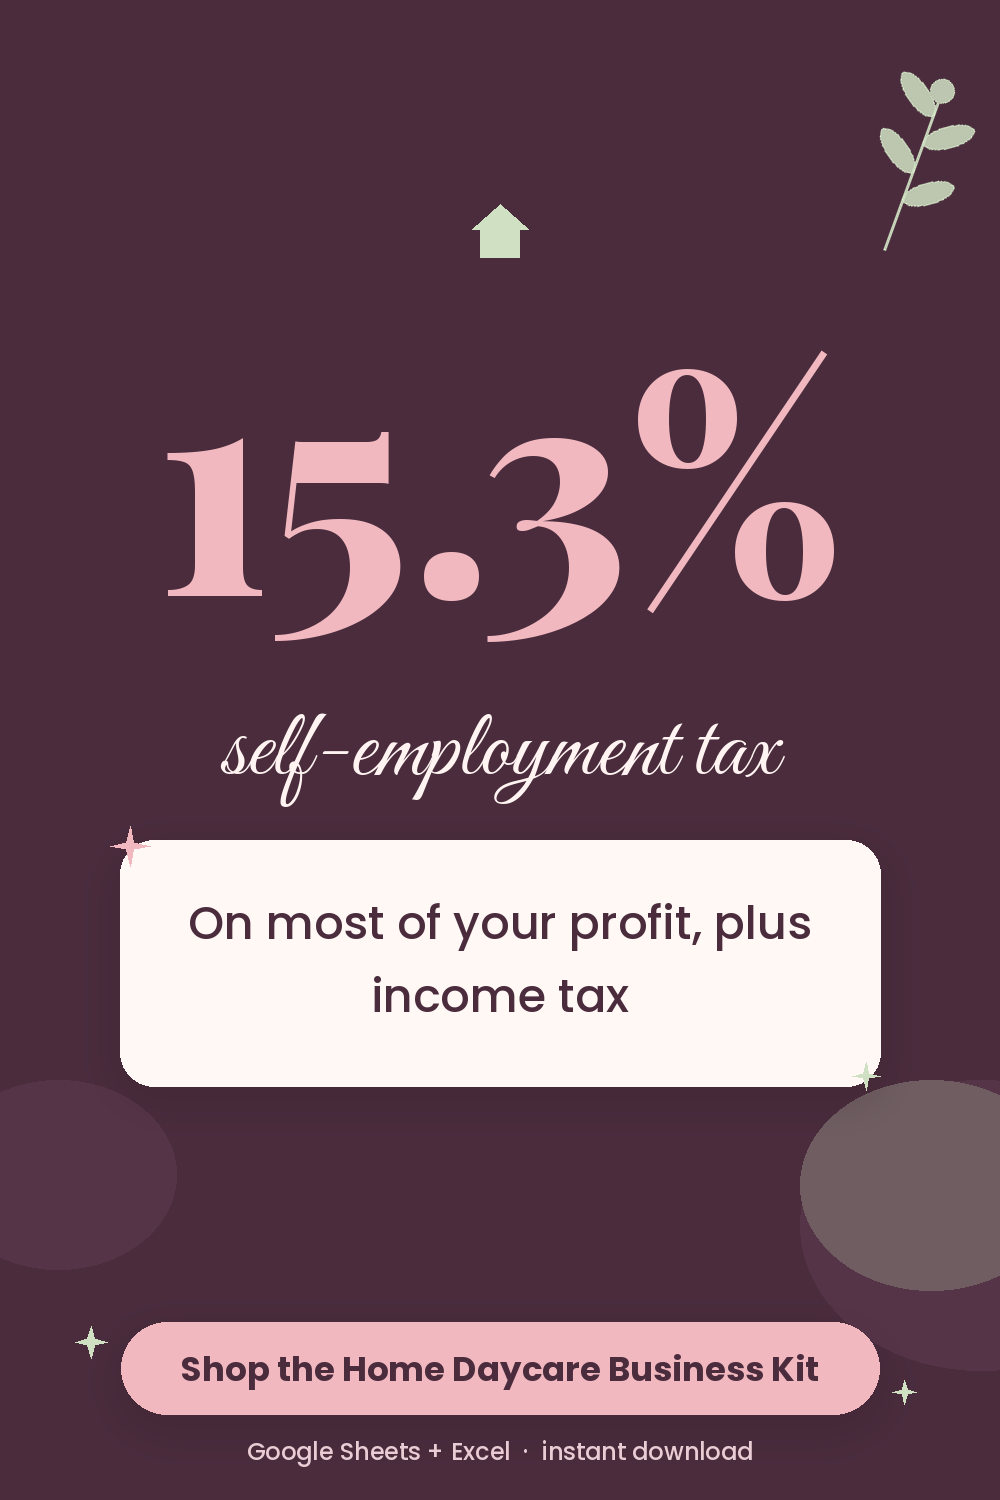 15.3%
self-employment tax
On most of your profit, plus
income tax
Shop the Home Daycare Business Kit
Google Sheets + Excel · instant download